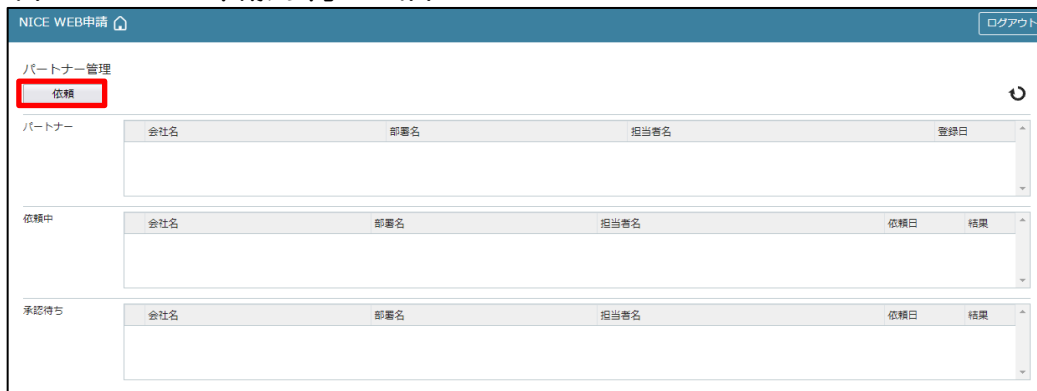 NICE WEB申請 ログアウト
パートナー管理
依頼
パートナー 会社名 部署名 担当者名 登録日
依頼中 会社名 部署名 担当者名 依頼日 結果
承認待ち 会社名 部署名 担当者名 依頼日 結果